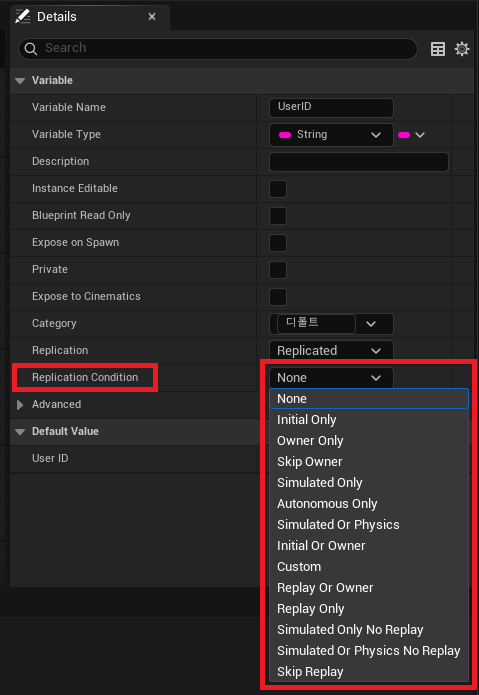 Details
Search
Variable
Variable Name UserID
Variable Type String
Description
Instance Editable
Blueprint Read Only
Expose on Spawn
Private
Expose to Cinematics
Category 디폴트
Replication Replicated
Replication Condition None
Advanced None
Initial Only
Default Value Owner Only
User ID Skip Owner
Simulated Only
Autonomous Only
Simulated Or Physics
Initial Or Owner
Custom
Replay Or Owner
Replay Only
Simulated Only No Replay
Simulated Or Physics No Replay
Skip Replay